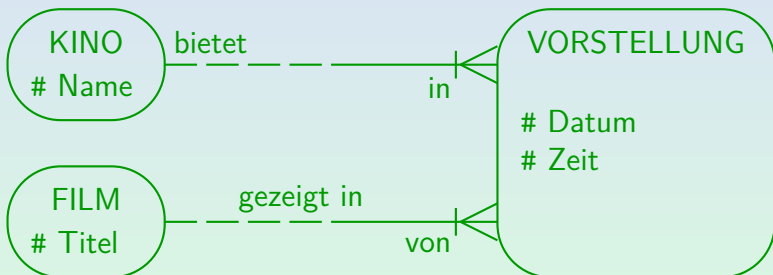 KINO
# Name
bietet
in
VORSTELLUNG
# Datum
# Zeit
FILM
# Titel
gezeigt in
von